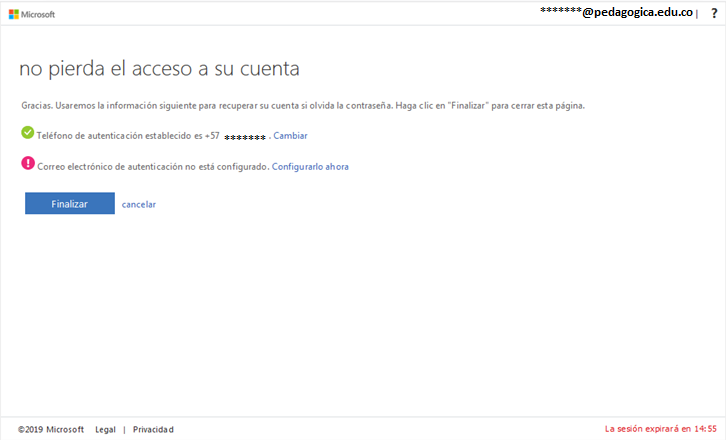 Microsoft
*******@pedagogica.edu.co | ?
no pierda el acceso a su cuenta
Gracias. Usaremos la información siguiente para recuperar su cuenta si olvida la contraseña. Haga clic en "Finalizar" para cerrar esta página.
Teléfono de autenticación establecido es +57 *******. Cambiar
Correo electrónico de autenticación no está configurado. Configurarlo ahora
Finalizar cancelar
©2019 Microsoft Legal | Privacidad La sesión expirará en 14:55